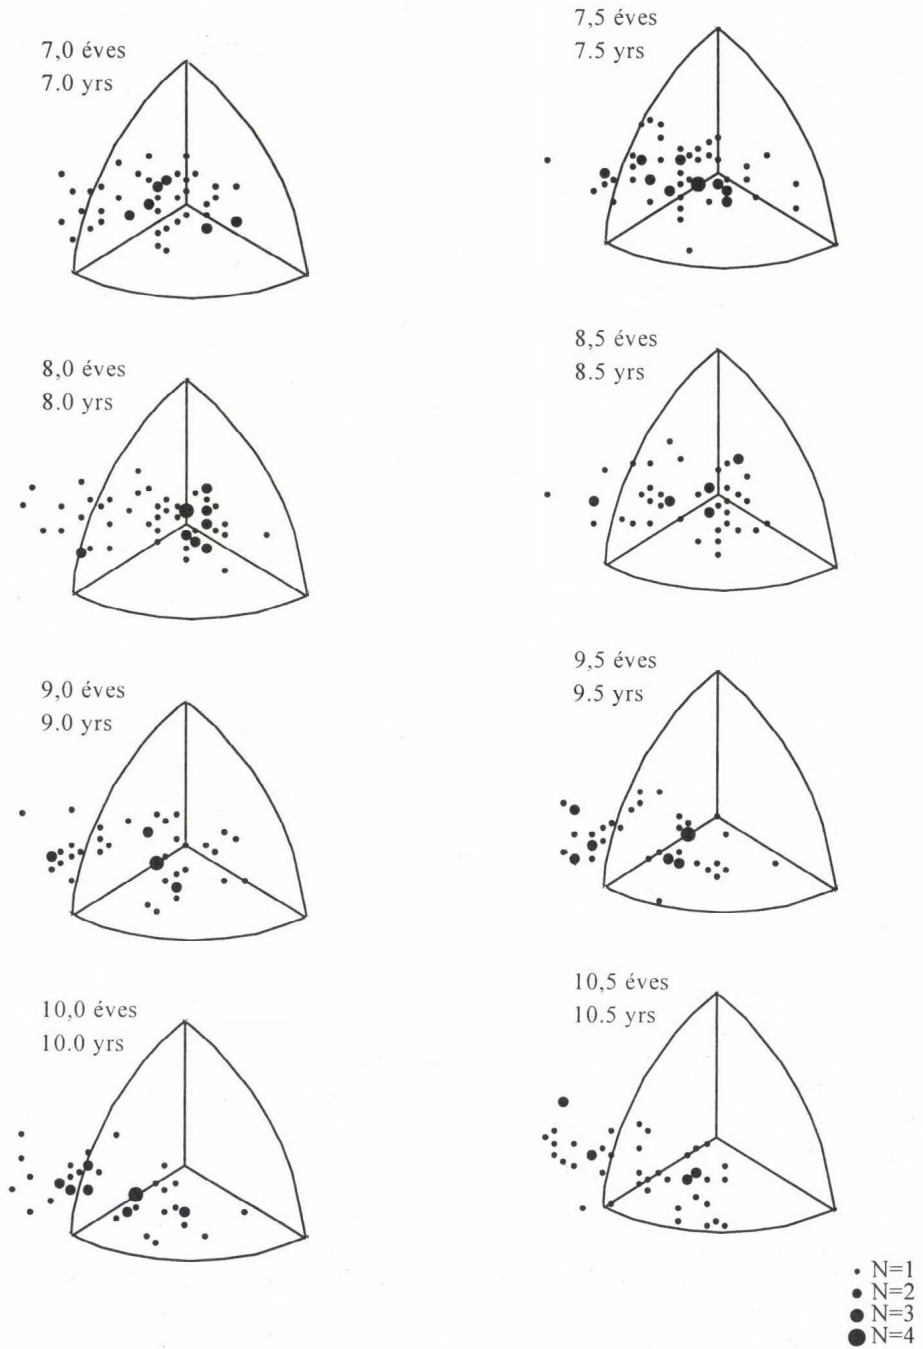 7,0 éves
7.0 yrs
7,5 éves
7.5 yrs
8,0 éves
8.0 yrs
8,5 éves
8.5 yrs
9,0 éves
9.0 yrs
9,5 éves
9.5 yrs
10,0 éves
10.0 yrs
10,5 éves
10.5 yrs
N=1
N=2
N=3
N=4